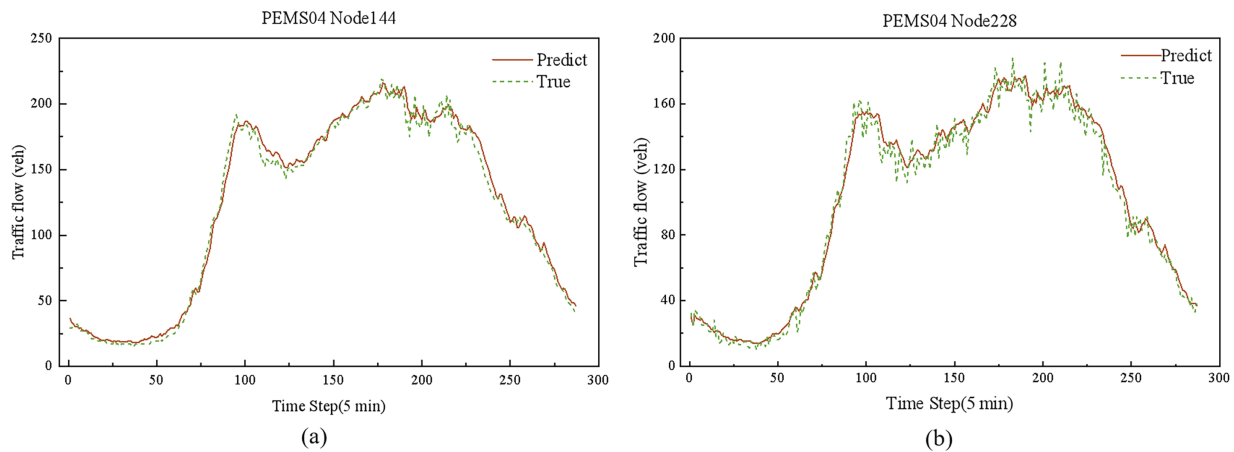 PEMS04 Node144
250
200
150
100
50
0
Traffic flow (veh)
Predict
True
0 50 100 150 200 250 300
Time Step(5 min)
(a)
PEMS04 Node228
200
160
120
80
40
0
Traffic flow (veh)
Predict
True
0 50 100 150 200 250 300
Time Step(5 min)
(b)